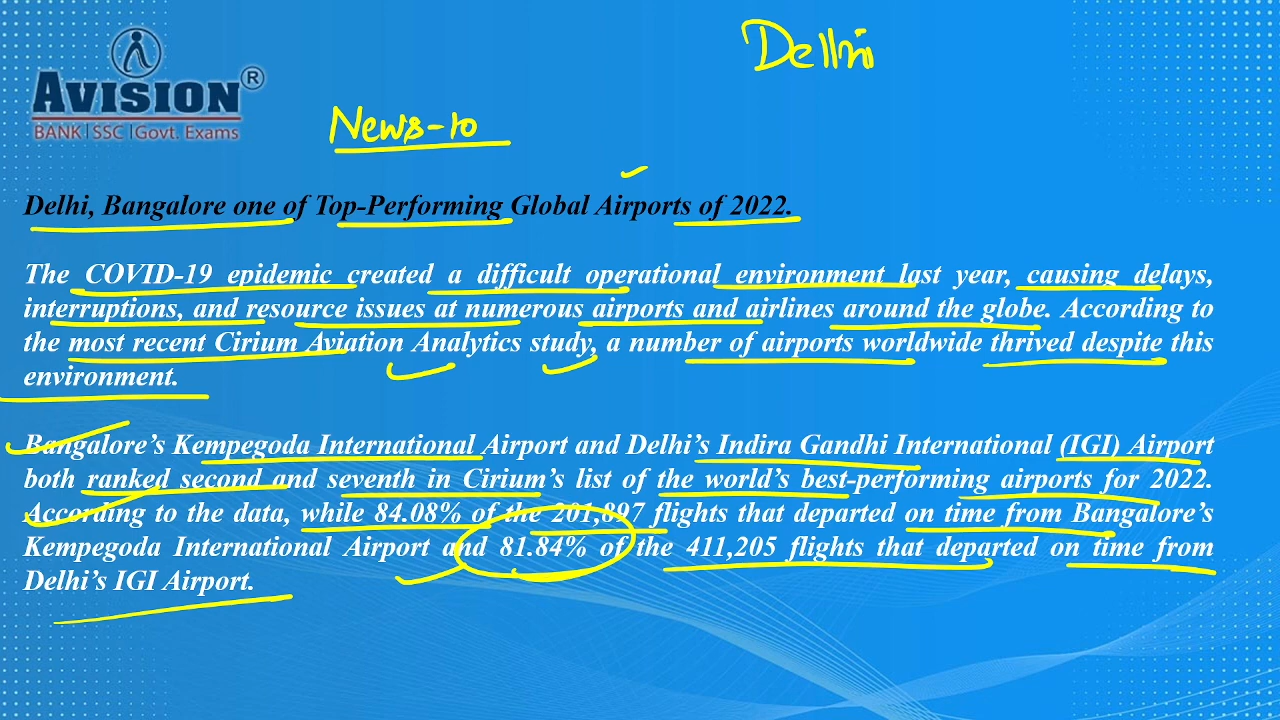 Delhi
AVISION®
BANK|SSC|Govt. Exams
News-10
Delhi, Bangalore one of Top-Performing Global Airports of 2022.
The COVID-19 epidemic created a difficult operational environment last year, causing delays,
interruptions, and resource issues at numerous airports and airlines around the globe. According to
the most recent Cirium Aviation Analytics study, a number of airports worldwide thrived despite this
environment.
Bangalore's Kempegoda International Airport and Delhi's Indira Gandhi International (IGI) Airport
both ranked second and seventh in Cirium's list of the world's best-performing airports for 2022.
According to the data, while 84.08% of the 201,897 flights that departed on time from Bangalore's
Kempegoda International Airport and 81.84% of the 411,205 flights that departed on time from
Delhi's IGI Airport.